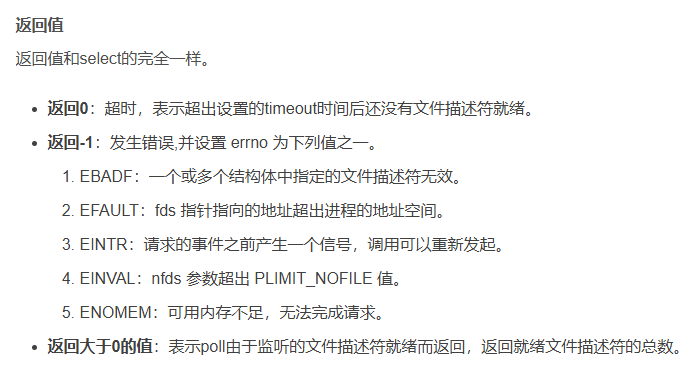 返回值
返回值和select的完全一样。
返回0：超时，表示超出设置的timeout时间后还没有文件描述符就绪。
返回-1：发生错误,并设置 errno 为下列值之一。
1. EBADF：一个或多个结构体中指定的文件描述符无效。
2. EFAULT：fds 指针指向的地址超出进程的地址空间。
3. EINTR：请求的事件之前产生一个信号，调用可以重新发起。
4. EINVAL：nfds 参数超出 PLIMIT_NOFILE 值。
5. ENOMEM：可用内存不足，无法完成请求。
返回大于0的值：表示poll由于监听的文件描述符就绪而返回，返回就绪文件描述符的总数。